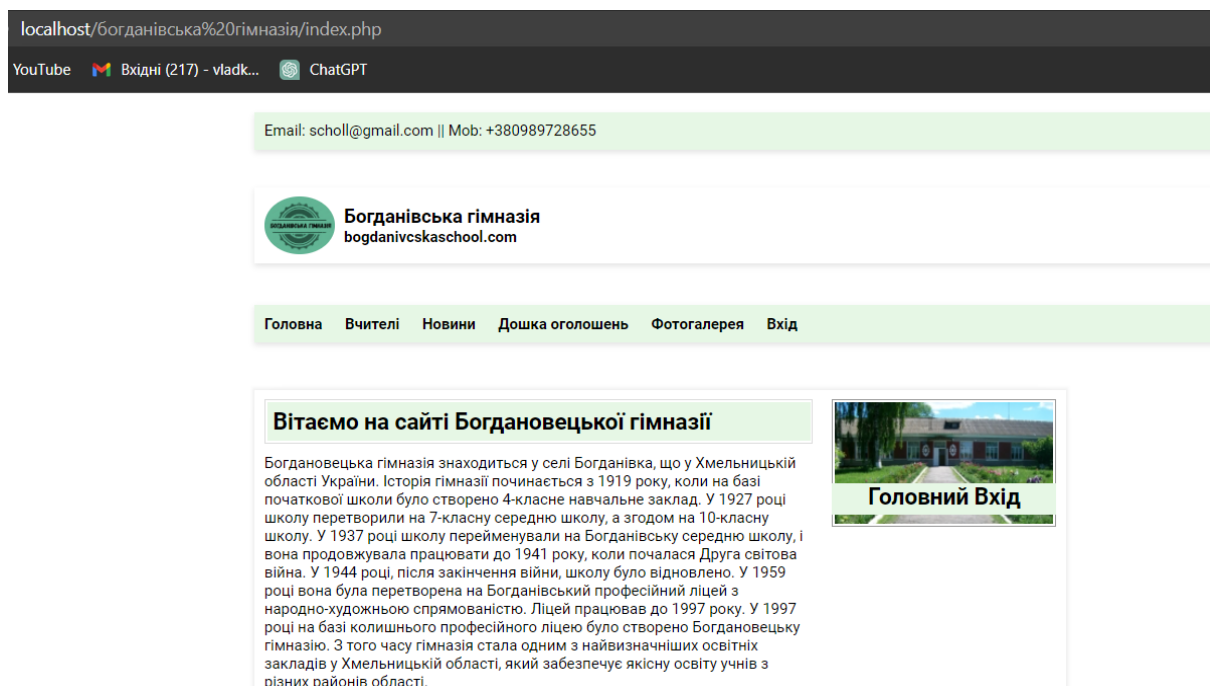 localhost/богданівська%20гімназія/index.php
YouTube Вхідні (217) - vladk... ChatGPT
Email: scholl@gmail.com || Mob: +380989728655
БОГДАНІВСЬКА ГІМНАЗІЯ
Богданівська гімназія
bogdanivcskaschool.com
Головна Вчителі Новини Дошка оголошень Фотогалерея Вхід
Вітаємо на сайті Богдановецької гімназії
Богдановецька гімназія знаходиться у селі Богданівка, що у Хмельницькій
області України. Історія гімназії починається з 1919 року, коли на базі
початкової школи було створено 4-класне навчальне заклад. У 1927 році
школу перетворили на 7-класну середню школу, а згодом на 10-класну
школу. У 1937 році школу перейменували на Богданівську середню школу, і
вона продовжувала працювати до 1941 року, коли почалася Друга світова
війна. У 1944 році, після закінчення війни, школу було відновлено. У 1959
році вона була перетворена на Богданівський професійний ліцей з
народно-художньою спрямованістю. Ліцей працював до 1997 року. У 1997
році на базі колишнього професійного ліцею було створено Богдановецьку
гімназію. З того часу гімназія стала одним з найвизначніших освітніх
закладів у Хмельницькій області, який забезпечує якісну освіту учнів з
різних районів області.
Головний Вхід